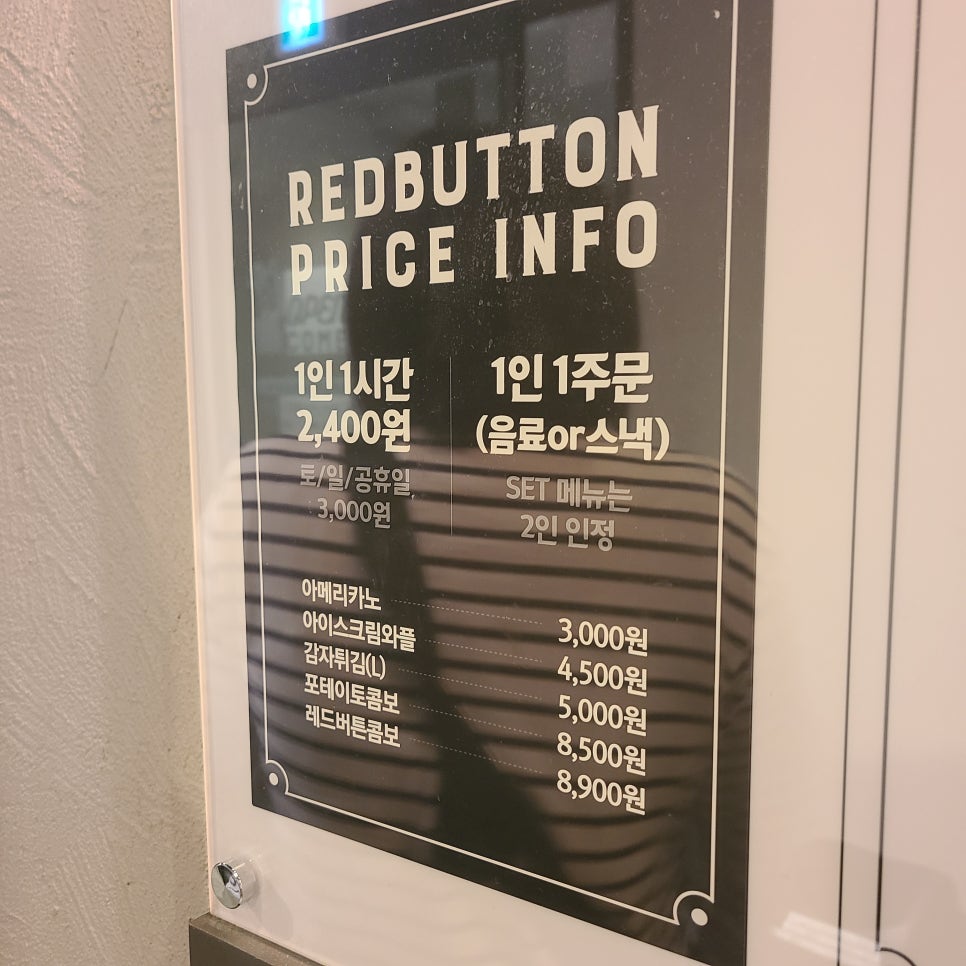 REDBUTTON
PRICE INFO
1인 1시간
2,400원
토/일/공휴일
3,000원
1인 1주문
(음료or스낵)
SET 메뉴는
2인 인정
아메리카노 3,000원
아이스크림와플 4,500원
감자튀김(L) 5,000원
포테이토콤보 8,500원
레드버튼콤보 8,900원